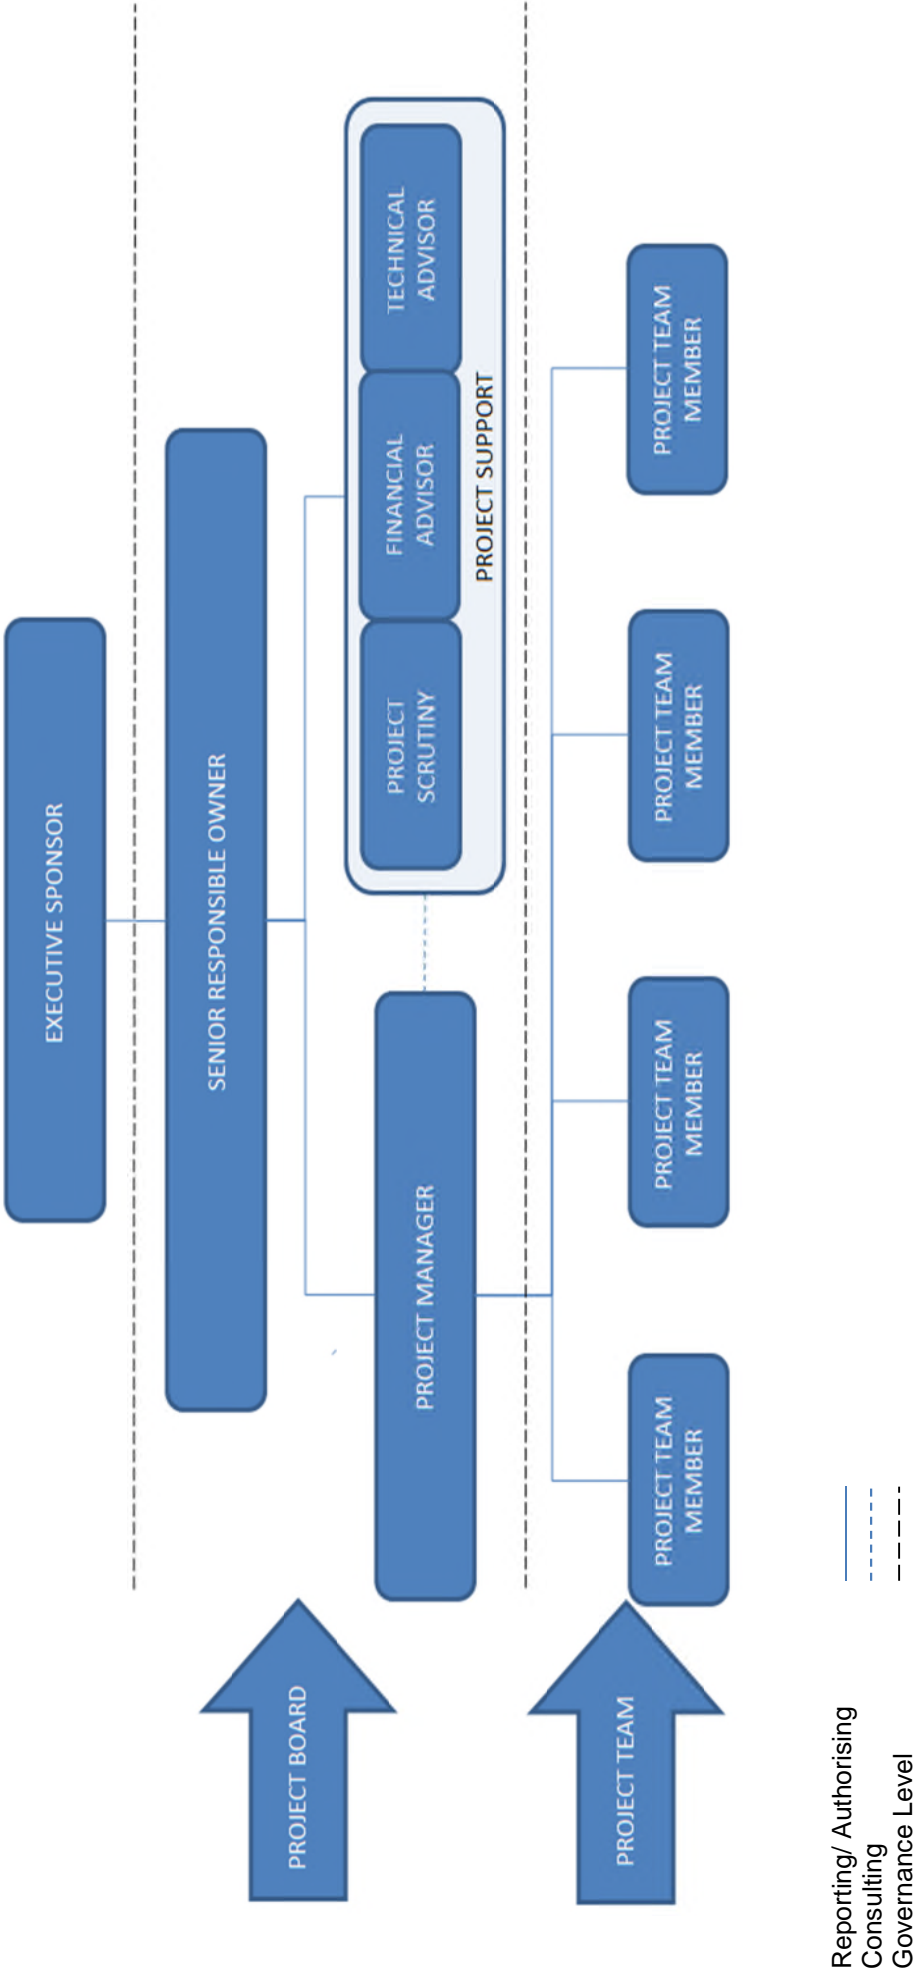 EXECUTIVE SPONSOR
SENIOR RESPONSIBLE OWNER
PROJECT BOARD
PROJECT MANAGER
PROJECT
SCRUTINY
FINANCIAL
ADVISOR
TECHNICAL
ADVISOR
PROJECT SUPPORT
PROJECT TEAM
PROJECT TEAM
MEMBER
PROJECT TEAM
MEMBER
PROJECT TEAM
MEMBER
PROJECT TEAM
MEMBER
Reporting/ Authorising
Consulting
Governance Level